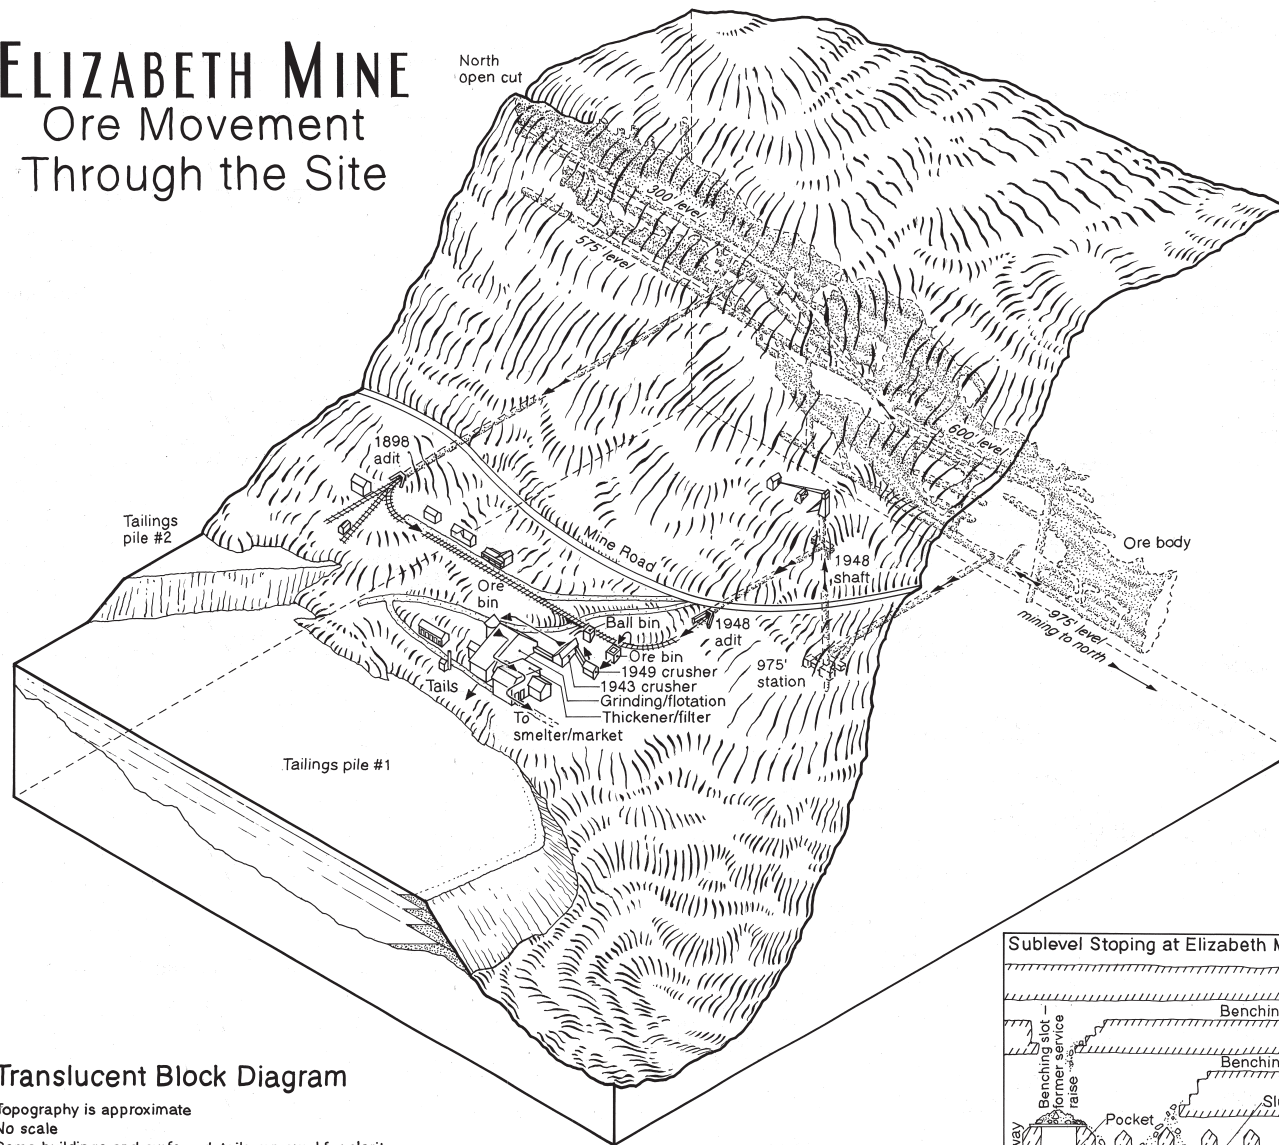 ELIZABETH MINE
Ore Movement
Through the Site
North
open cut
300' level
575' level
600' level
1898
adit
Tailings
pile #2
Mine Road
Ore body
1948
shaft
Ore
bin
Ball bin
1948
adit
975' level
mining to north
Ore bin
975'
station
1949 crusher
1943 crusher
Tails
Grinding/flotation
Thickener/filter
To
smelter/market
Tailings pile #1
Sublevel Stoping at Elizabeth
Benching slot –
former service
raise
Pocket
Translucent Block Diagram
Topography is approximate
No scale